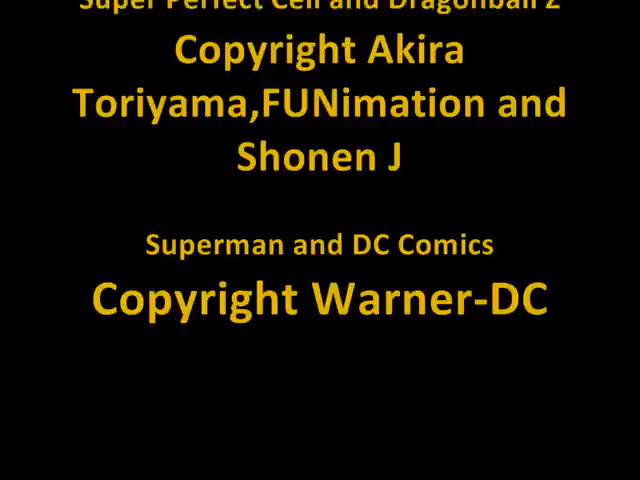 Super Perfect Cell and Dragonball Z
Copyright Akira
Toriyama,FUNimation and
Shonen J
Superman and DC Comics
Copyright Warner-DC